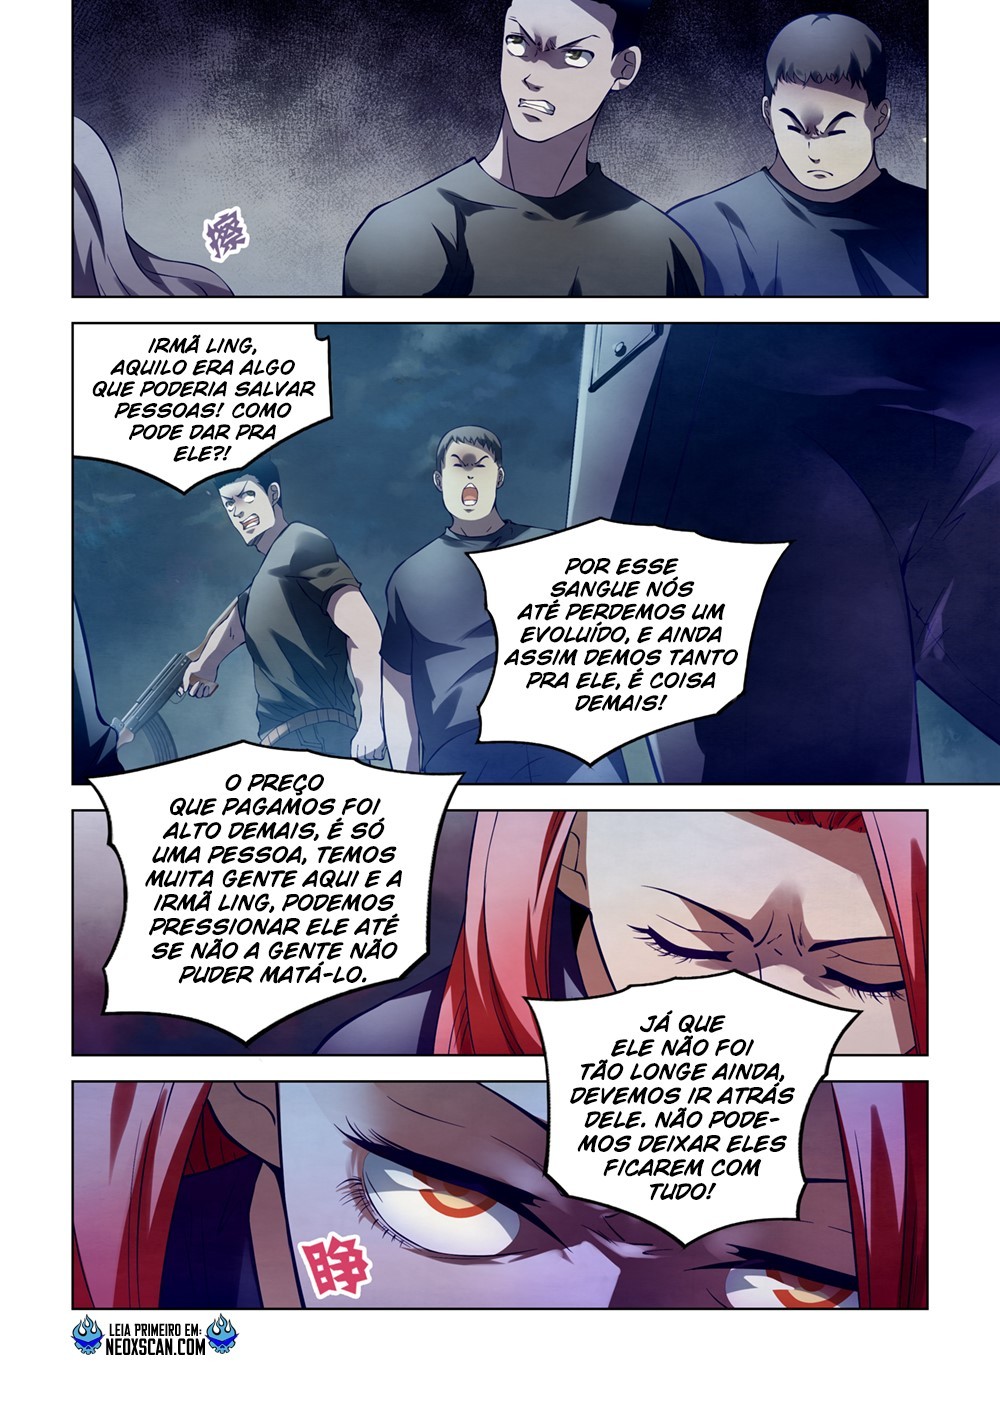 擦
IRMÃ LING,
AQUILO ERA ALGO
QUE PODERIA SALVAR
PESSOAS! COMO
PODE DAR PRA
ELE?!
POR ESSE
SANGUE NÓS
ATÉ PERDEMOS UM
EVOLUÍDO, E AINDA
ASSIM DEMOS TANTO
PRA ELE, É COISA
DEMAIS!
O PREÇO
QUE PAGAMOS FOI
ALTO DEMAIS, É SÓ
UMA PESSOA, TEMOS
MUITA GENTE AQUI E A
IRMÃ LING, PODEMOS
PRESSIONAR ELE ATÉ
SE NÃO A GENTE NÃO
PUDER MATÁ-LO.
JÁ QUE
ELE NÃO FOI
TÃO LONGE AINDA,
DEVEMOS IR ATRÁS
DELE. NÃO PODE-
MOS DEIXAR ELES
FICAREM COM
TUDO!
睁
LEIA PRIMEIRO EM:
NEOXSCAN.COM